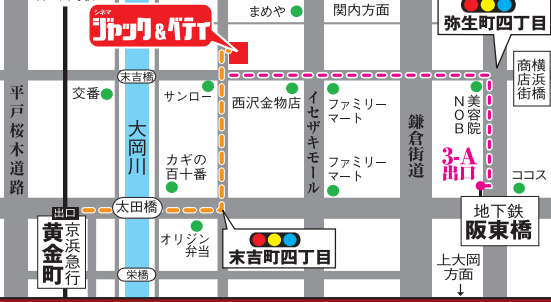 まめや
関内方面
シネマ
ジャック&ベティ
弥生町四丁目
末吉橋
交番
サンロー
西沢金物店
ファミリー
マート
美容院
NOB
横浜橋
商店街
平戸桜木道路
大岡川
イセザキモール
鎌倉街道
カギの
百十番
ファミリー
マート
3-A
出口
ココス
太田橋
出口
京浜急行
黄金町
オリジン
弁当
末吉町四丁目
地下鉄
阪東橋
栄橋
上大岡
方面